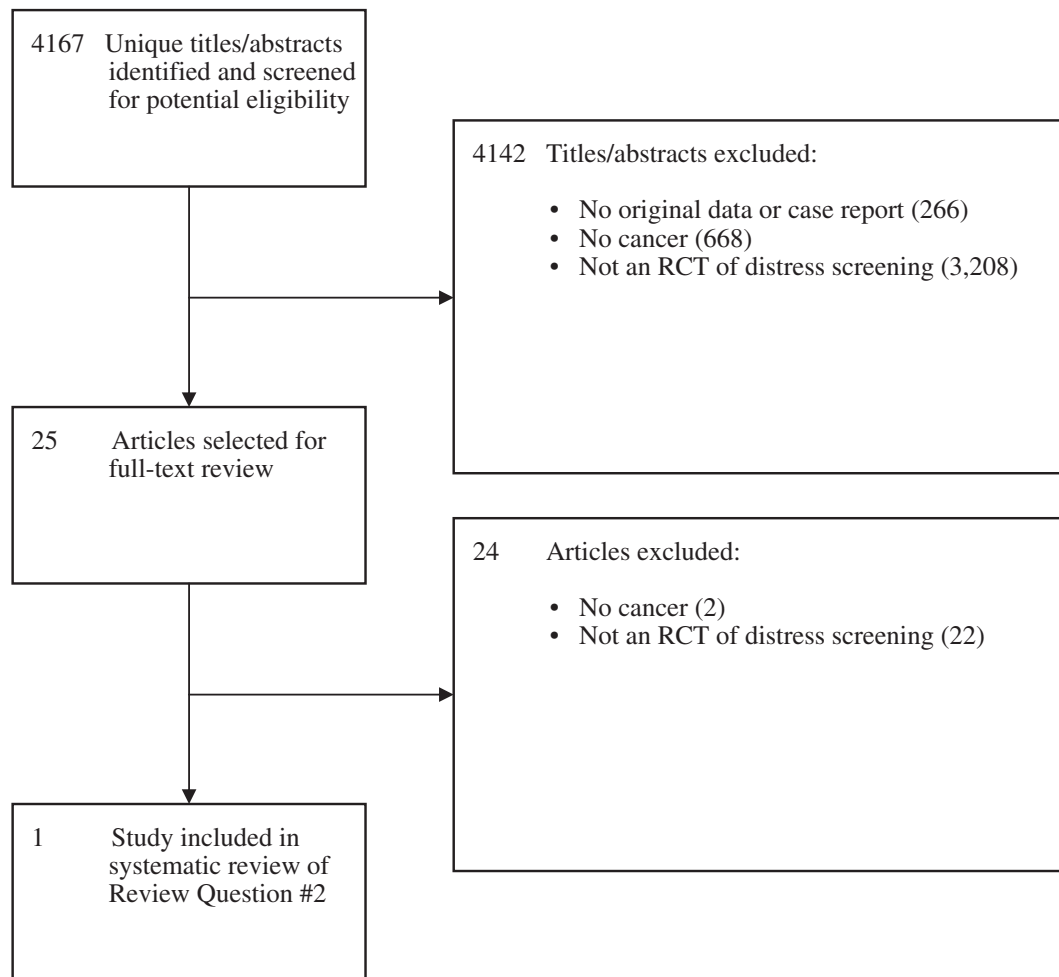 4167 Unique titles/abstracts
identified and screened
for potential eligibility
4142 Titles/abstracts excluded:
• No original data or case report (266)
• No cancer (668)
• Not an RCT of distress screening (3,208)
25 Articles selected for
full-text review
24 Articles excluded:
• No cancer (2)
• Not an RCT of distress screening (22)
1 Study included in
systematic review of
Review Question #2